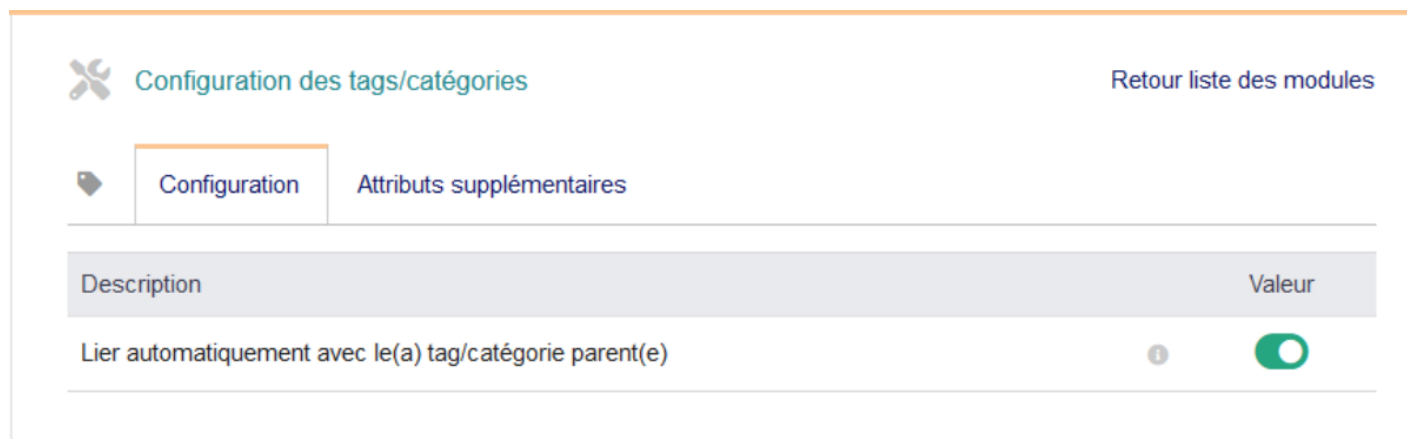 Configuration des tags/catégories
Retour liste des modules
Configuration
Attributs supplémentaires
Description
Valeur
Lier automatiquement avec le(a) tag/catégorie parent(e)